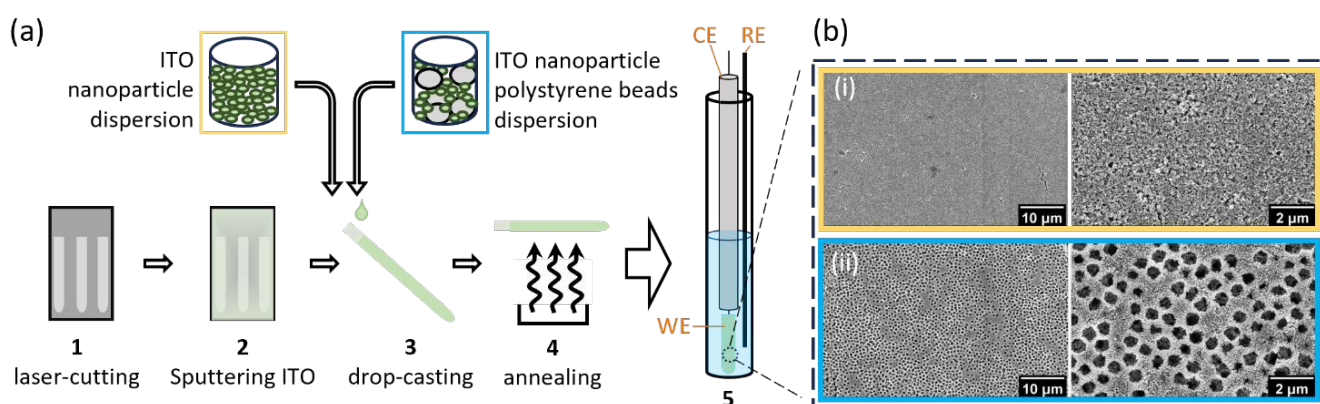 (a)
ITO
nanoparticle
dispersion
ITO nanoparticle
polystyrene beads
dispersion
CE
RE
WE
1
laser-cutting
2
Sputtering ITO
3
drop-casting
4
annealing
5
(b)
(i)
10 µm
2 µm
(ii)
10 µm
2 µm